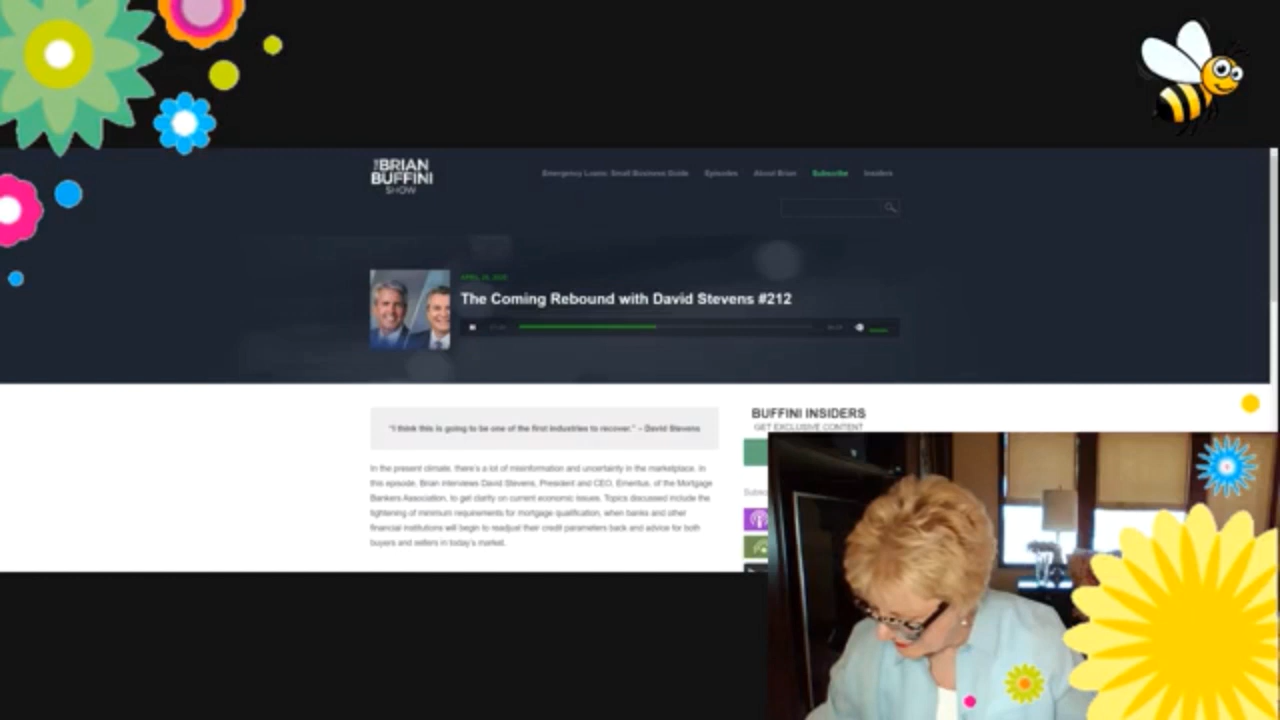 THE
BRIAN
BUFFINI
SHOW
Emergency Loans: Small Business Guide Episodes About Brian Subscribe Insiders
The Coming Rebound with David Stevens #212
"I think this is going to be one of the first industries to recover." – David Stevens
BUFFINI INSIDERS
GET EXCLUSIVE CONTENT
In the present climate, there's a lot of misinformation and uncertainty in the marketplace. In
this episode, Brian interviews David Stevens, President and CEO, Emeritus, of the Mortgage
Bankers Association, to get clarity on current economic issues. Topics discussed include the
tightening of minimum requirements for mortgage qualification, when banks and other
financial institutions will begin to readjust their credit parameters back and advice for both
buyers and sellers in today's market.